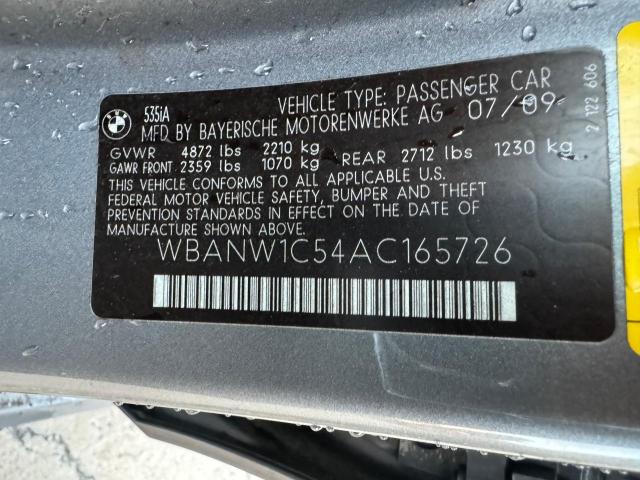 BMW
535iA
VEHICLE TYPE: PASSENGER CAR
MFD BY BAYERISCHE MOTORENWERKE AG 07/09
GVWR 4872 lbs 2210 kg
GAWR FRONT 2359 lbs 1070 kg REAR 2712 lbs 1230 kg
THIS VEHICLE CONFORMS TO ALL APPLICABLE U.S.
FEDERAL MOTOR VEHICLE SAFETY, BUMPER AND THEFT
PREVENTION STANDARDS IN EFFECT ON THE DATE OF
MANUFACTURE SHOWN ABOVE.
WBANW1C54AC165726
2 122 606